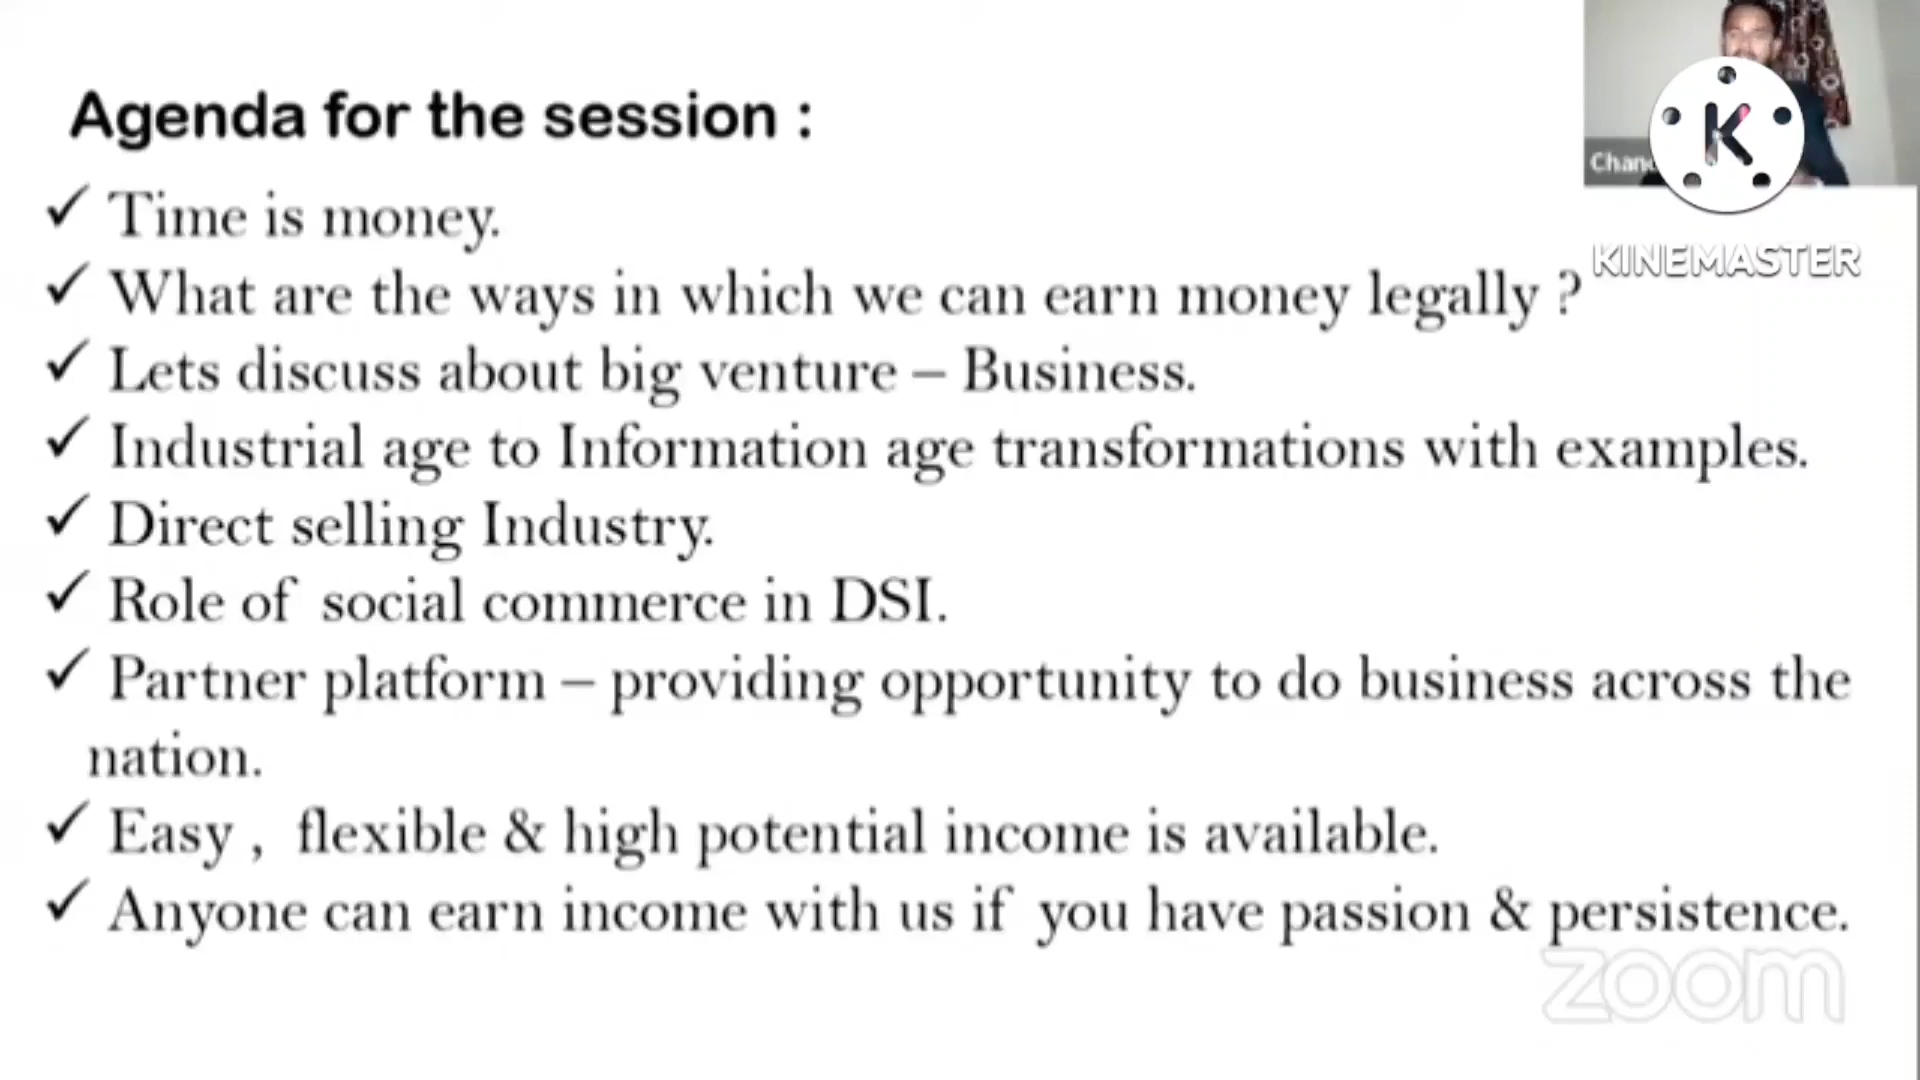 Agenda for the session :
✓ Time is money.
✓ What are the ways in which we can earn money legally ?
✓ Lets discuss about big venture – Business.
✓ Industrial age to Information age transformations with examples.
✓ Direct selling Industry.
✓ Role of social commerce in DSI.
✓ Partner platform – providing opportunity to do business across the
nation.
✓ Easy , flexible & high potential income is available.
✓ Anyone can earn income with us if you have passion & persistence.
K
KINEMASTER
zoom